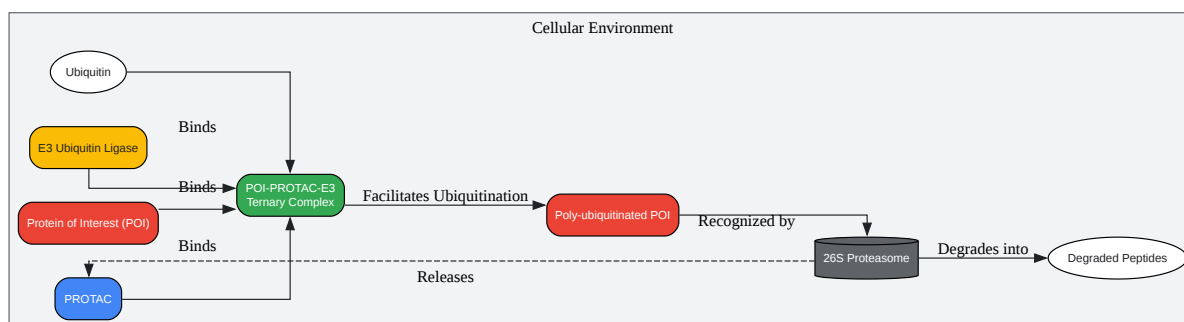 Cellular Environment
Ubiquitin
Binds
E3 Ubiquitin Ligase
Binds
POI-PROTAC-E3
Ternary Complex
Facilitates Ubiquitination
Protein of Interest (POI)
Poly-ubiquitinated POI
Recognized by
Binds
26S Proteasome
Degrades into
Degraded Peptides
Releases
PROTAC